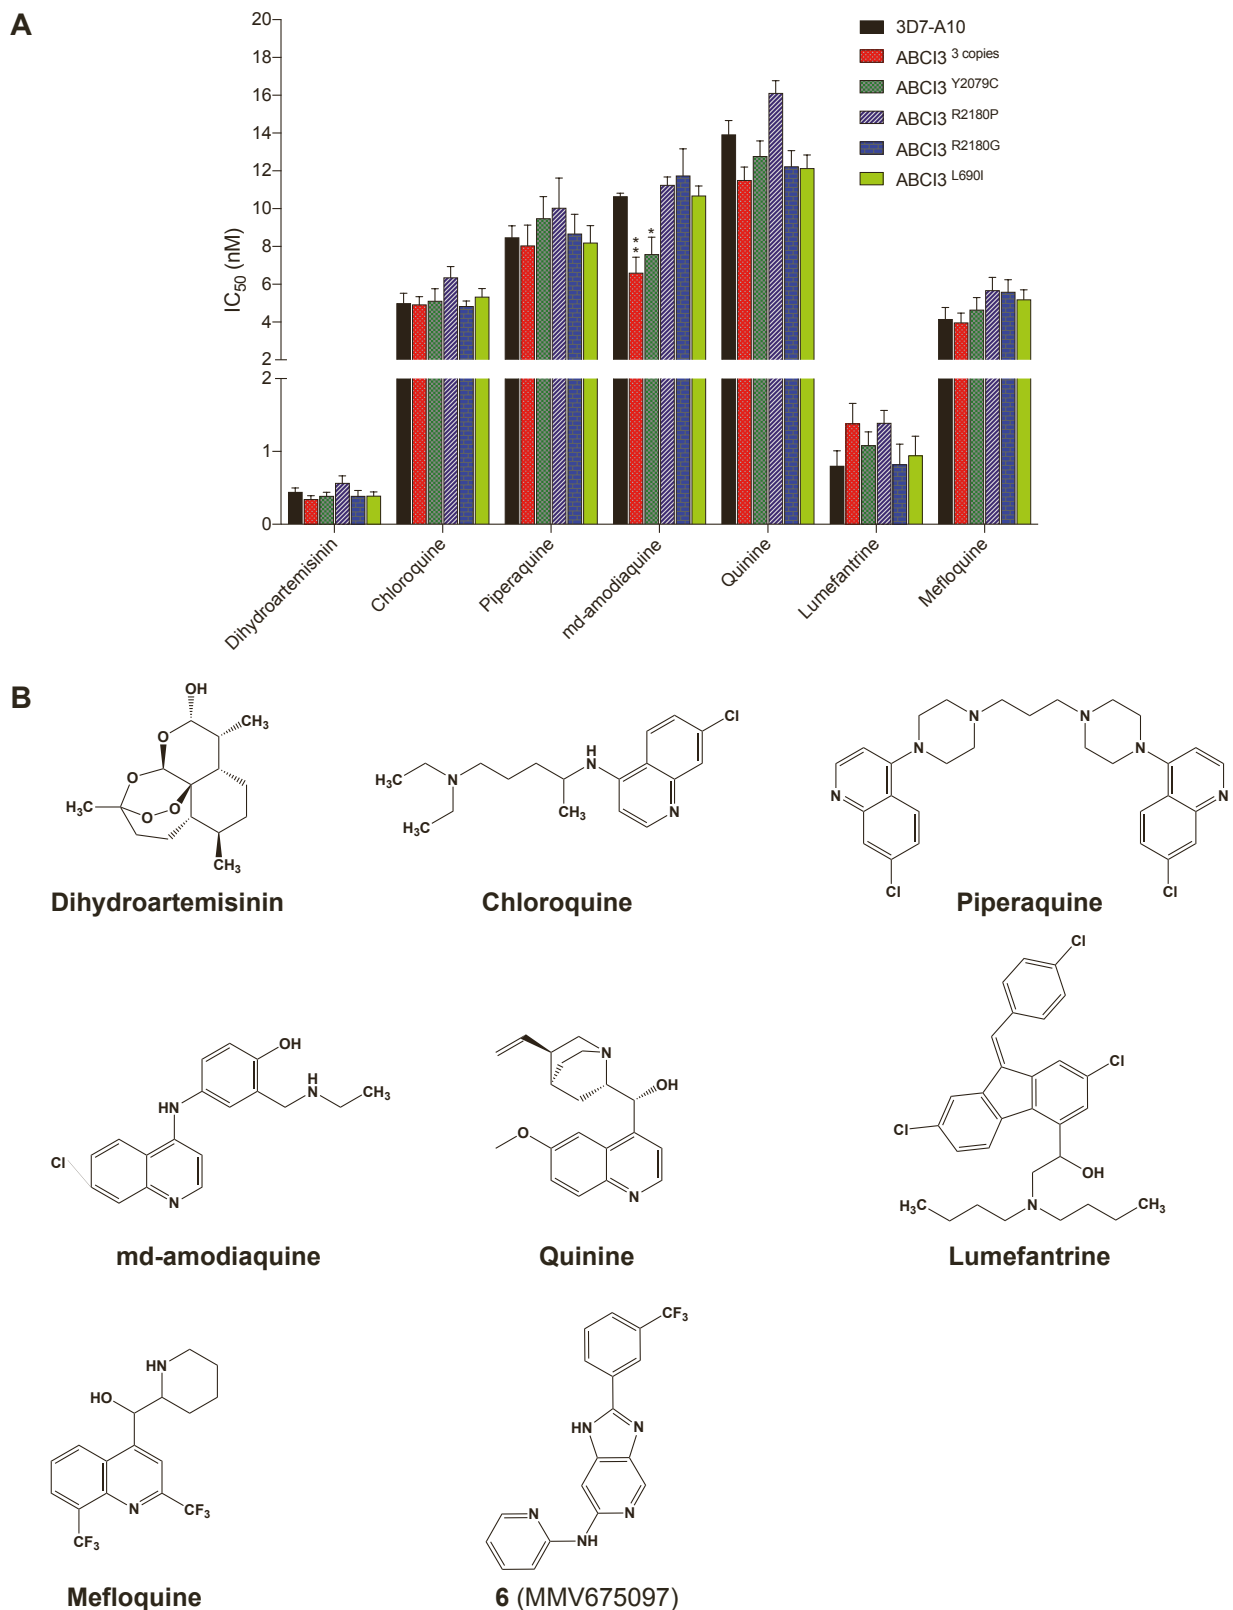 A
20
18
16
14
12
10
8
6
4
2
2
1
0
IC50 (nM)
3D7-A10
ABCI3 3 copies
ABCI3 Y2079C
ABCI3 R2180P
ABCI3 R2180G
ABCI3 L690I
* *
*
Dihydroartemisinin
Chloroquine
Piperaquine
md-amodiaquine
Quinine
Lumefantrine
Mefloquine
B
OH
CH3
O
O
O
O
H3C
CH3
Dihydroartemisinin
Cl
H
N
N
H3C
H3C
CH3
N
Chloroquine
N
N
N
N
N
N
Cl
Cl
Piperaquine
OH
H
N
CH3
HN
Cl
N
md-amodiaquine
N
OH
O
N
Quinine
Cl
Cl
Cl
OH
N
H3C
CH3
Lumefantrine
HN
HO
N
CF3
CF3
Mefloquine
CF3
HN
N
N
N
NH
6 (MMV675097)